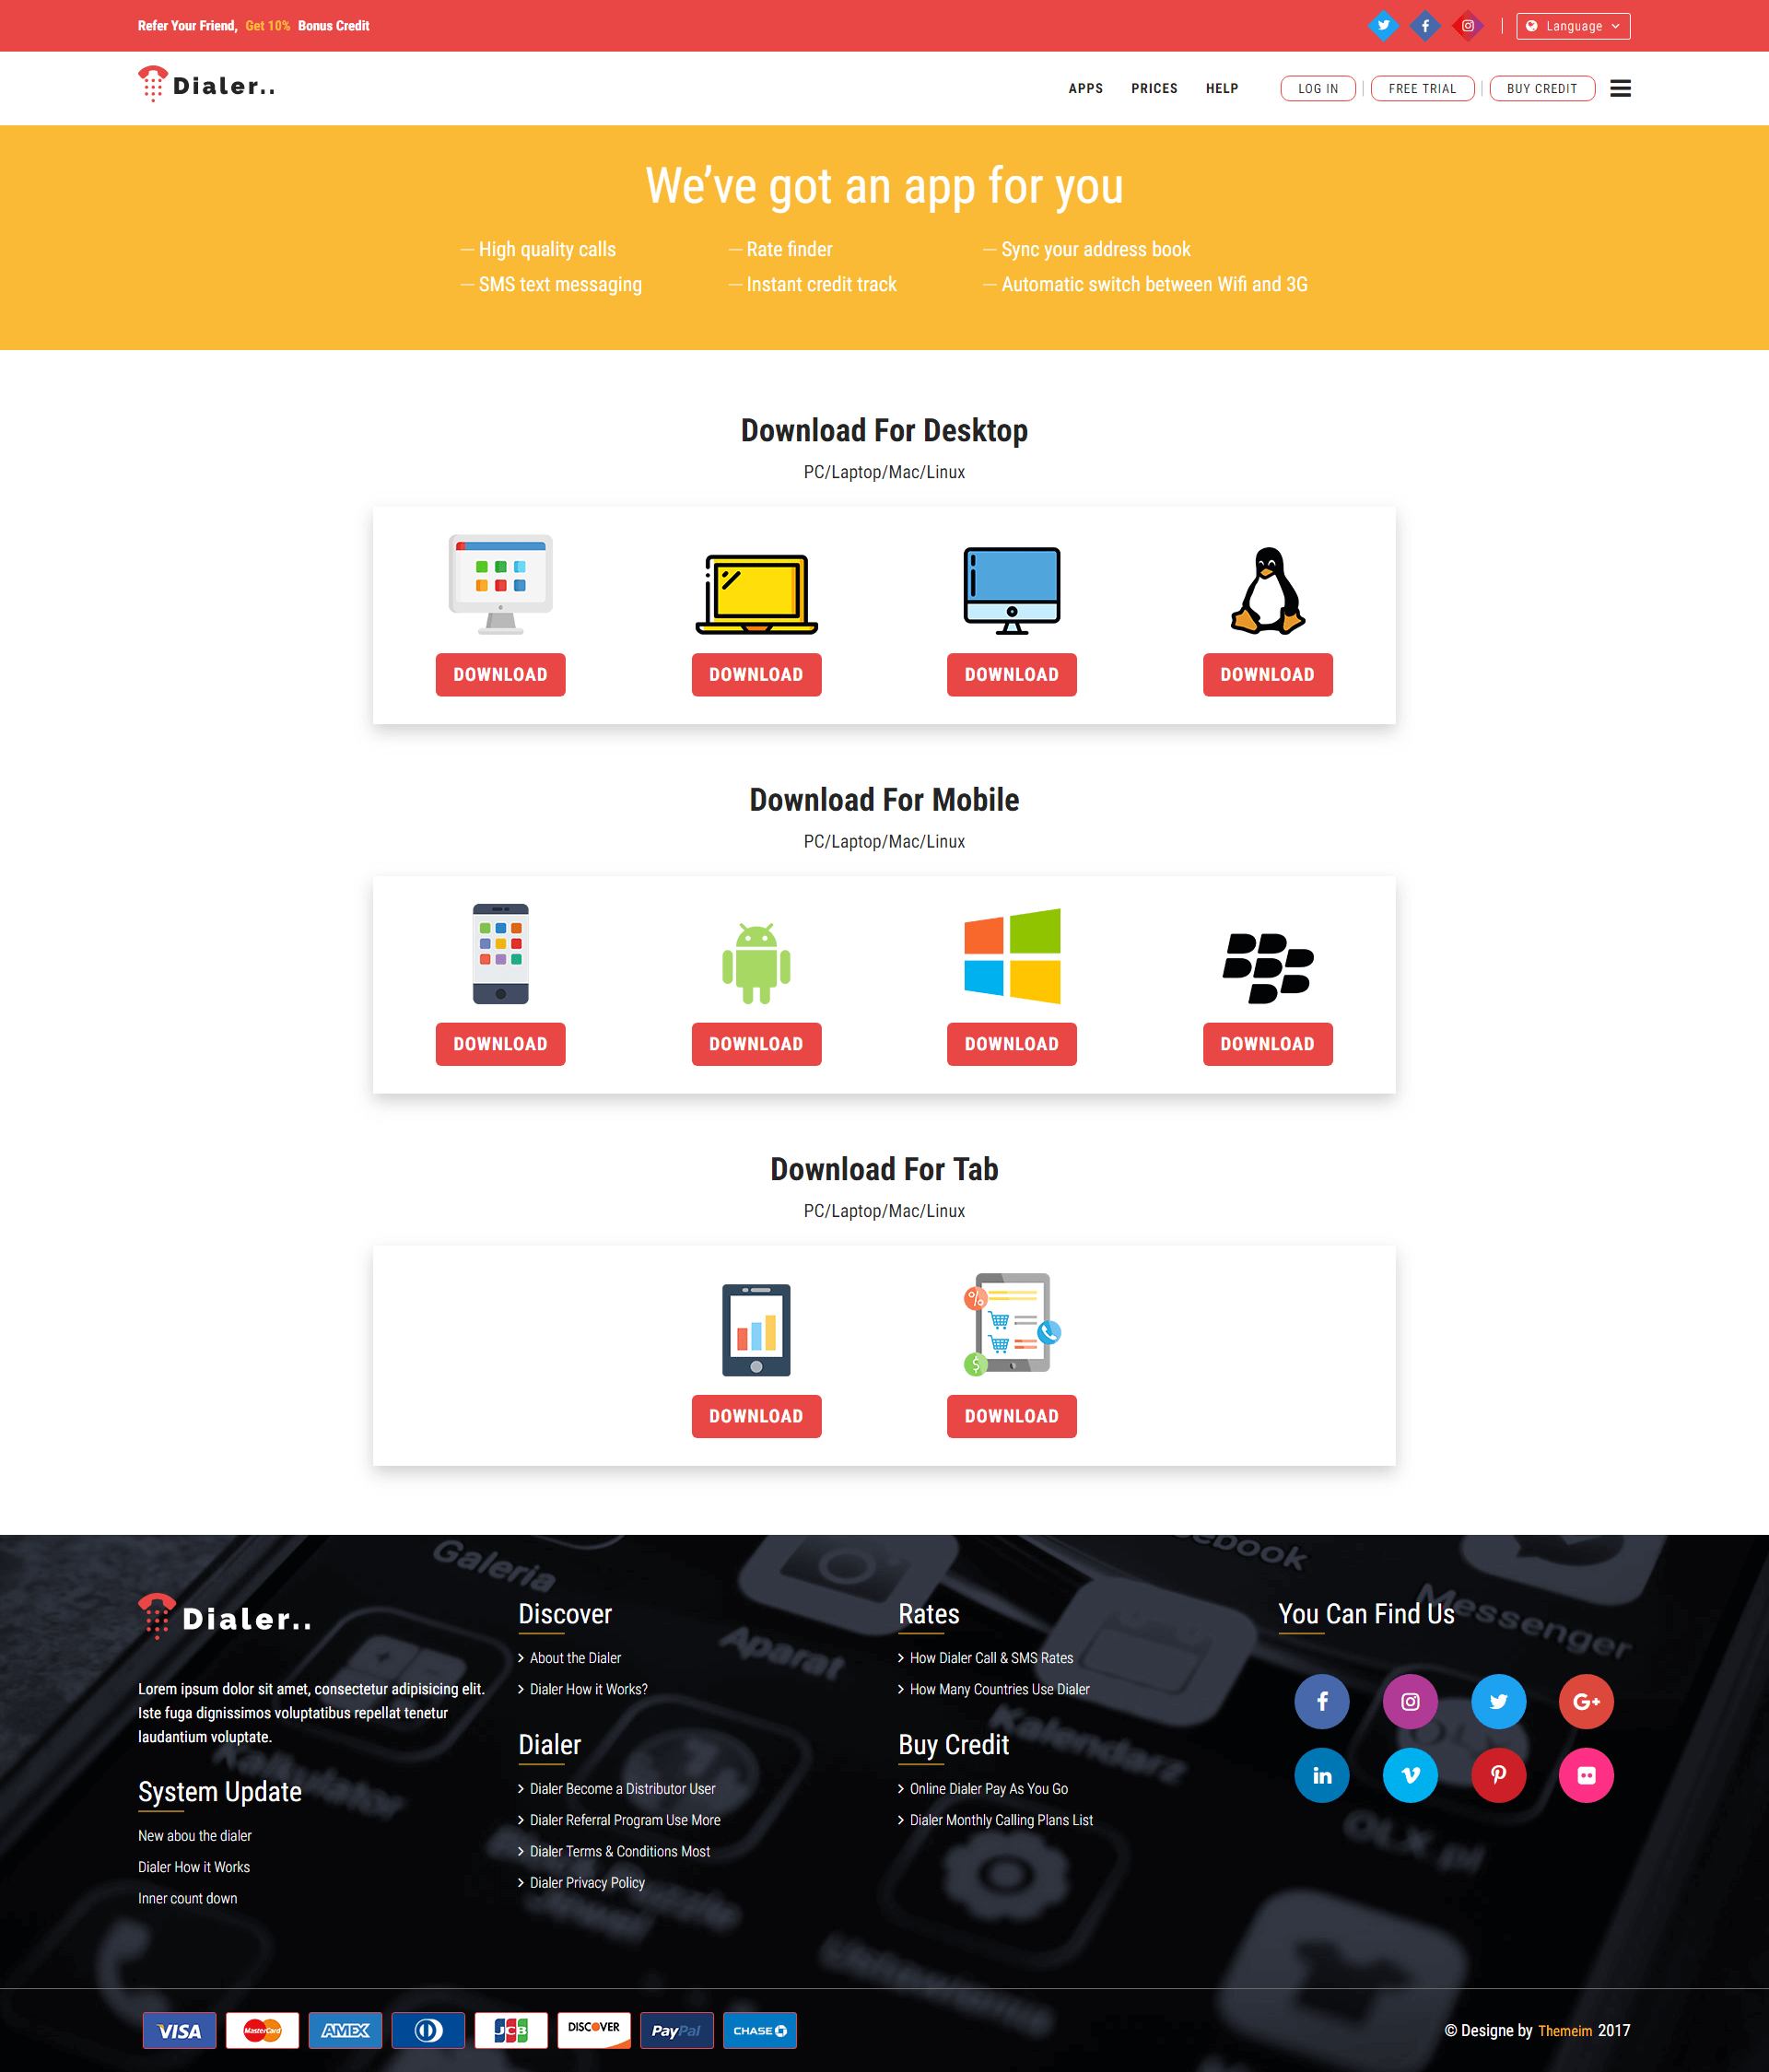 Refer Your Friend, Get 10% Bonus Credit
Language
Dialer..
APPS PRICES HELP LOG IN FREE TRIAL BUY CREDIT
We've got an app for you
— High quality calls — Rate finder — Sync your address book
— SMS text messaging — Instant credit track — Automatic switch between Wifi and 3G
Download For Desktop
PC/Laptop/Mac/Linux
DOWNLOAD DOWNLOAD DOWNLOAD DOWNLOAD
Download For Mobile
PC/Laptop/Mac/Linux
DOWNLOAD DOWNLOAD DOWNLOAD DOWNLOAD
Download For Tab
PC/Laptop/Mac/Linux
DOWNLOAD DOWNLOAD
Galeria
Messenger
Aparat
Kalkulator
Kalendarz
OLX.pl
Dialer..
Lorem ipsum dolor sit amet, consectetur adipisicing elit.
Iste fuga dignissimos voluptatibus repellat tenetur
laudantium voluptate.
System Update
New abou the dialer
Dialer How it Works
Inner count down
Discover
About the Dialer
Dialer How it Works?
Dialer
Dialer Become a Distributor User
Dialer Referral Program Use More
Dialer Terms & Conditions Most
Dialer Privacy Policy
Rates
How Dialer Call & SMS Rates
How Many Countries Use Dialer
Buy Credit
Online Dialer Pay As You Go
Dialer Monthly Calling Plans List
You Can Find Us
VISA MasterCard AMEX JCB DISCOVER PayPal CHASE
© Designe by Themeim 2017